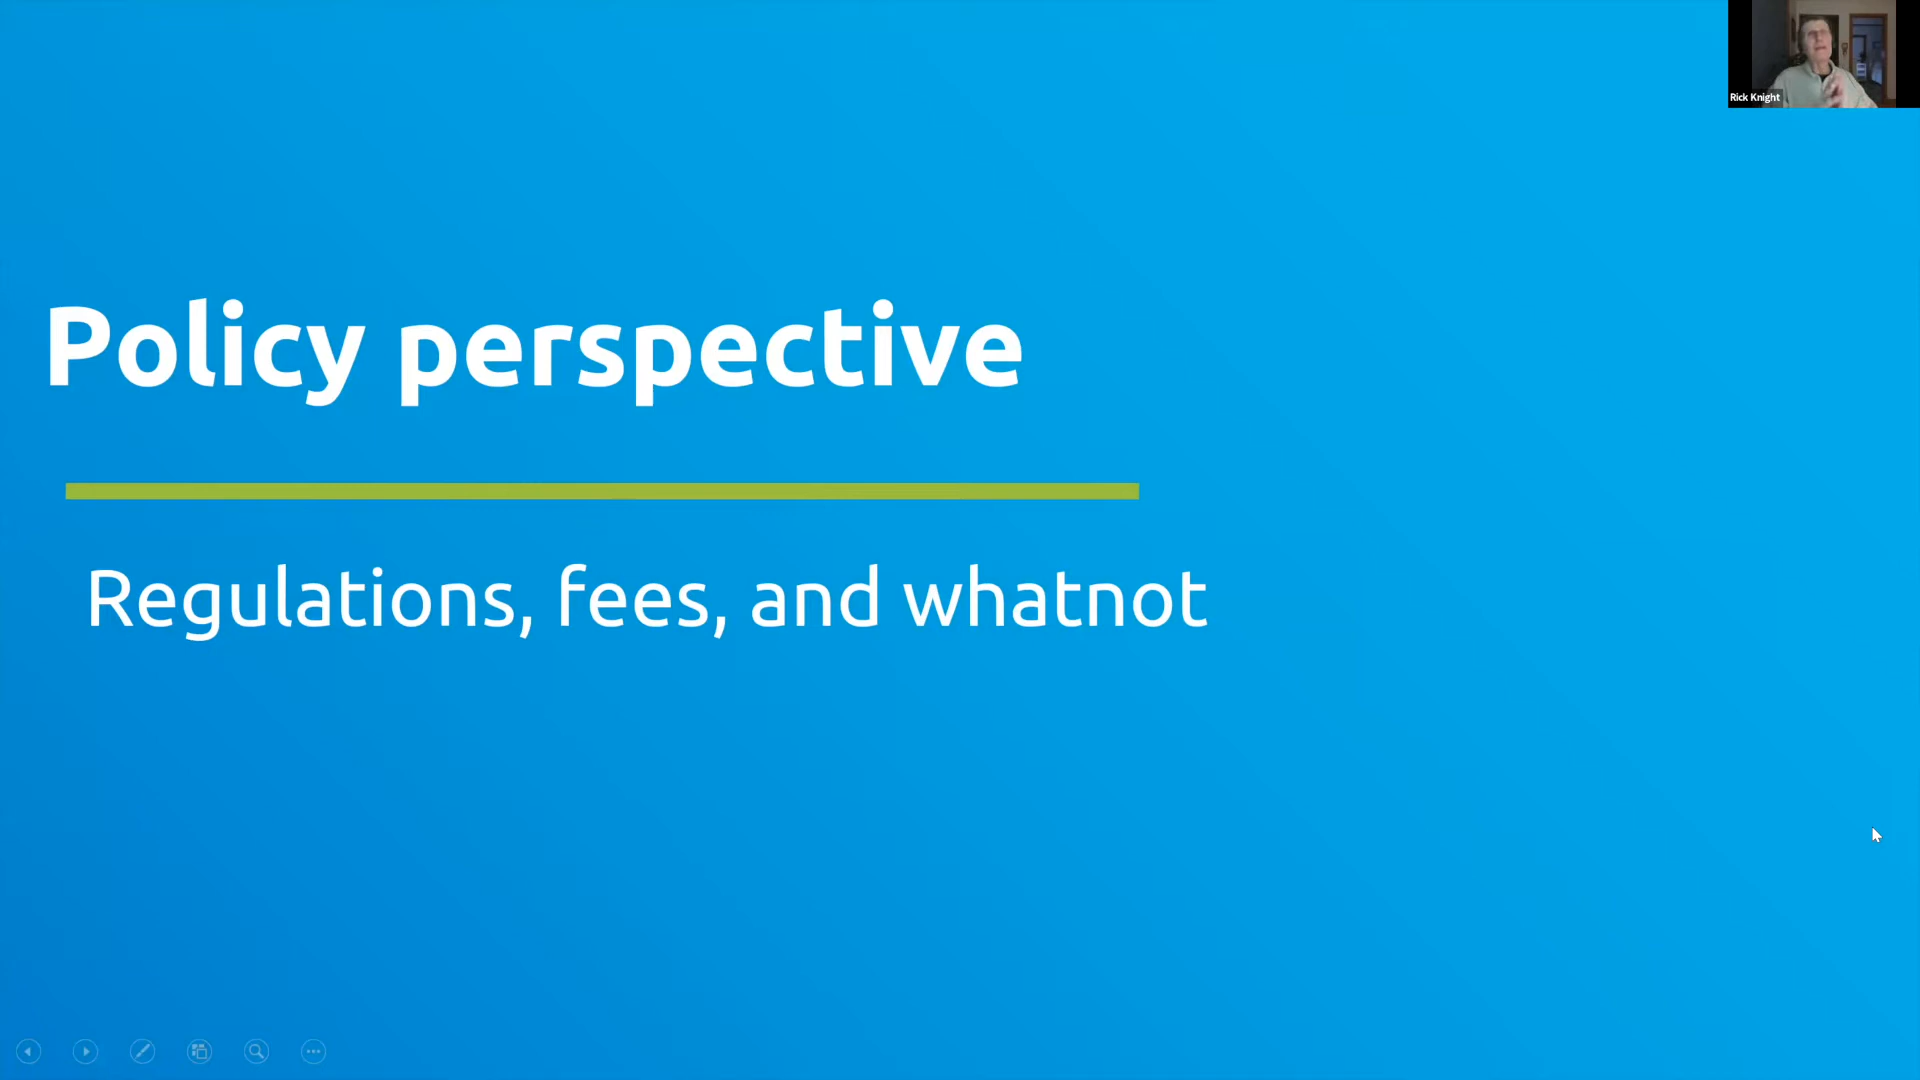 Rick Knight
Policy perspective
Regulations, fees, and whatnot